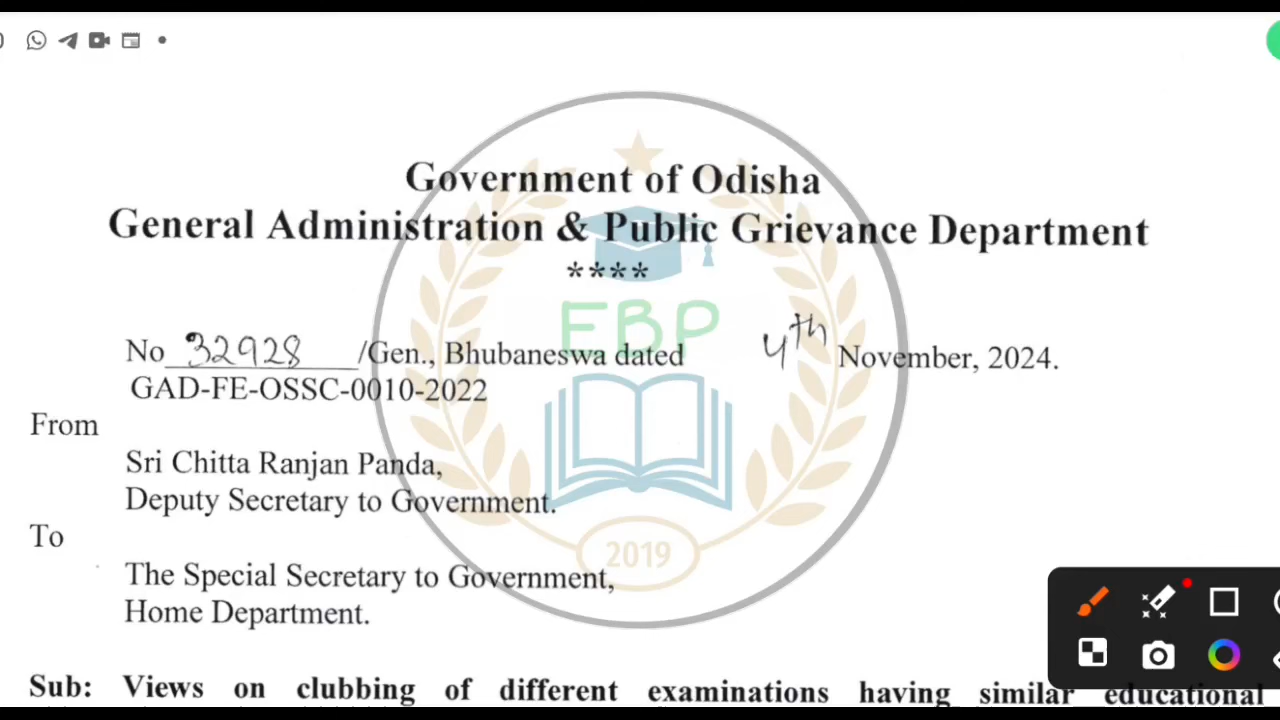 Government of Odisha
General Administration & Public Grievance Department
****
EBP
No 32928 /Gen., Bhubaneswa dated 4th November, 2024.
GAD-FE-OSSC-0010-2022
From
Sri Chitta Ranjan Panda,
Deputy Secretary to Government.
To
2019
The Special Secretary to Government,
Home Department.
Sub: Views on clubbing of different examinations having similar educational